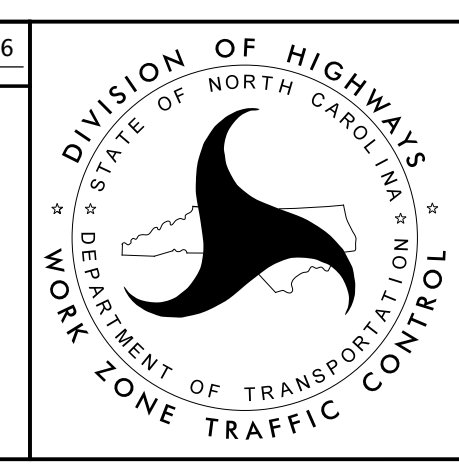 6
DIVISION OF HIGHWAYS
STATE OF NORTH CAROLINA
DEPARTMENT OF TRANSPORTATION
WORK ZONE TRAFFIC CONTROL